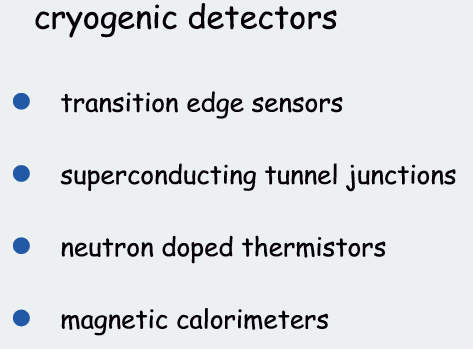 cryogenic detectors
transition edge sensors
superconducting tunnel junctions
neutron doped thermistors
magnetic calorimeters